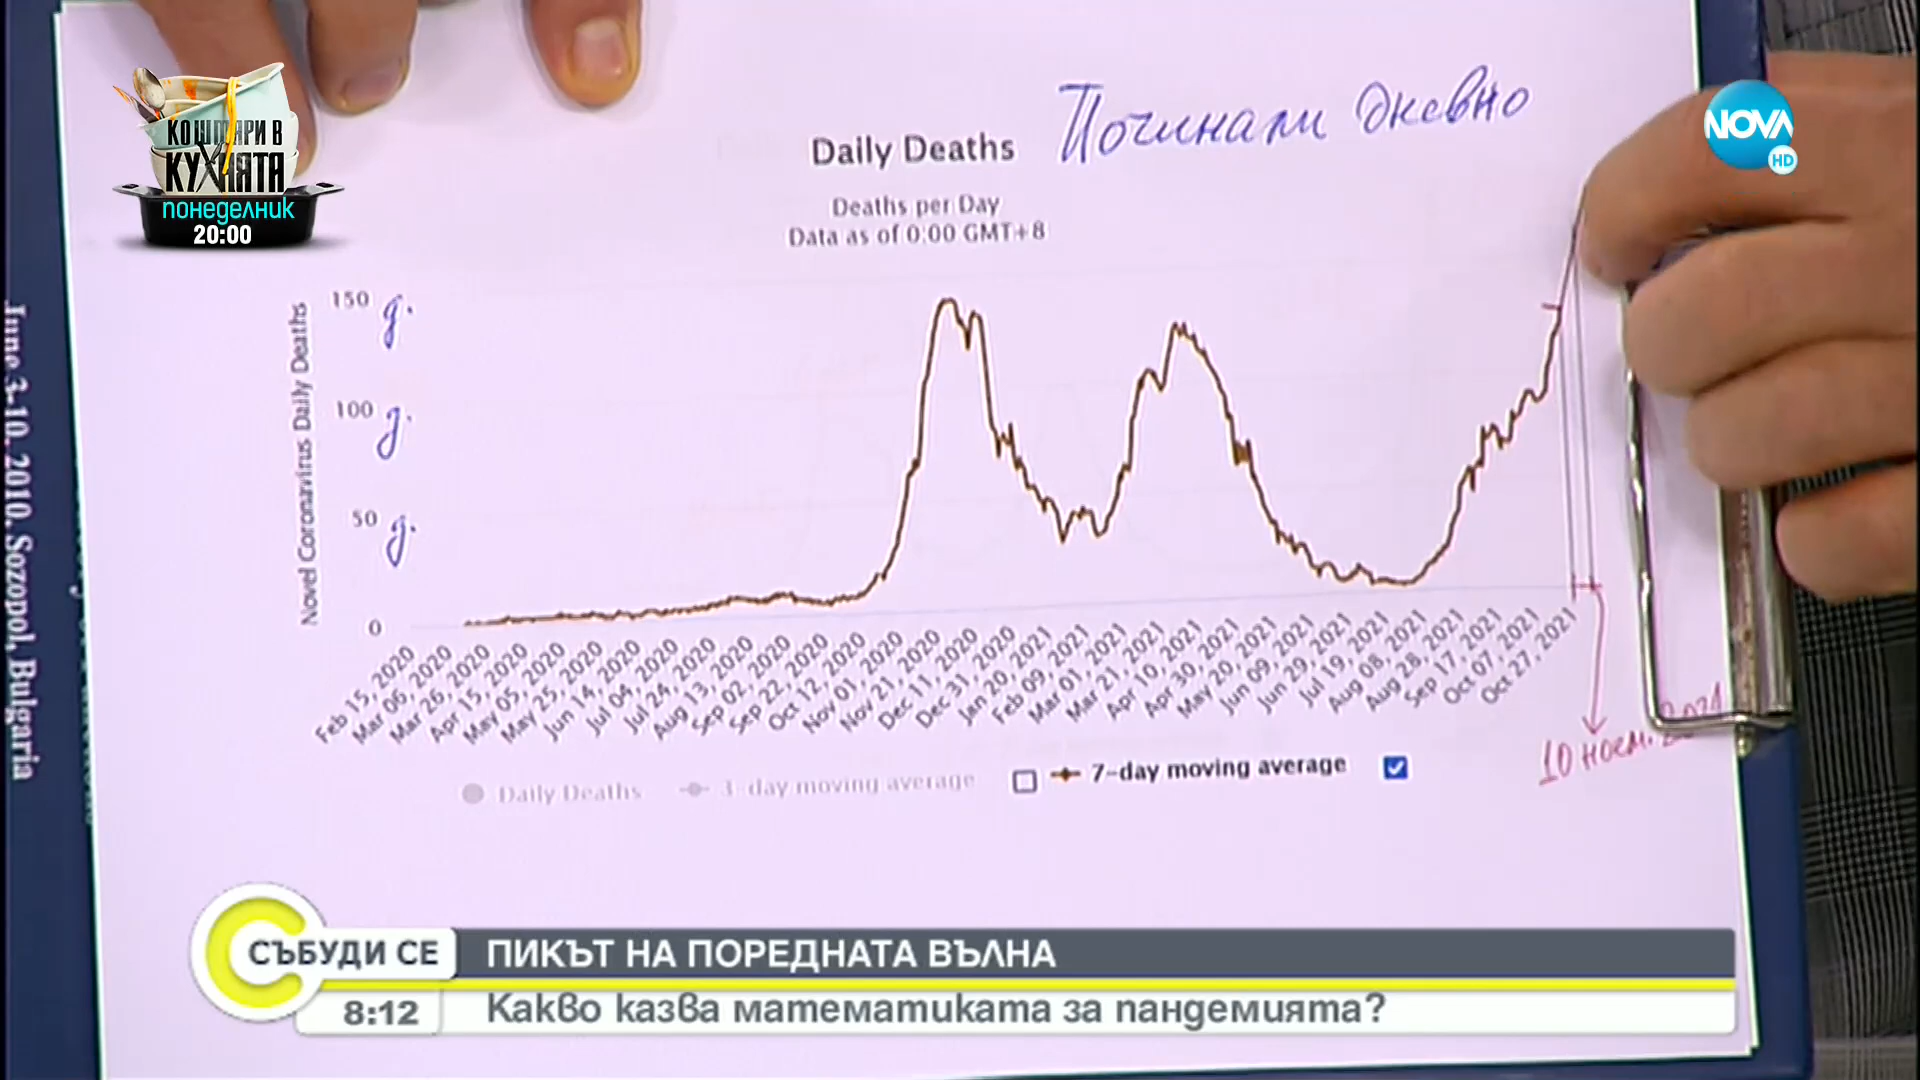 КОШМАРИ В
КУХНЯТА
понеделник
20:00
NOVA
HD
Daily Deaths
Починали дневно
Deaths per Day
Data as of 0:00 GMT+8
Novel Coronavirus Daily Deaths
150 д.
100 д.
50 д.
0
Feb 15, 2020
Mar 06, 2020
Mar 26, 2020
Apr 15, 2020
May 05, 2020
May 25, 2020
Jun 14, 2020
Jul 04, 2020
Jul 24, 2020
Aug 13, 2020
Sep 02, 2020
Sep 22, 2020
Oct 12, 2020
Nov 01, 2020
Nov 21, 2020
Dec 11, 2020
Dec 31, 2020
Jan 20, 2021
Feb 09, 2021
Mar 01, 2021
Mar 21, 2021
Apr 10, 2021
Apr 30, 2021
May 20, 2021
Jun 09, 2021
Jun 29, 2021
Jul 19, 2021
Aug 08, 2021
Aug 28, 2021
Sep 17, 2021
Oct 07, 2021
Oct 27, 2021
10 ноем. 2021
Daily Deaths
3-day moving average
7-day moving average
June 3-10, 2010, Sozopol, Bulgaria
СЪБУДИ СЕ
ПИКЪТ НА ПОРЕДНАТА ВЪЛНА
8:12
Какво казва математиката за пандемията?